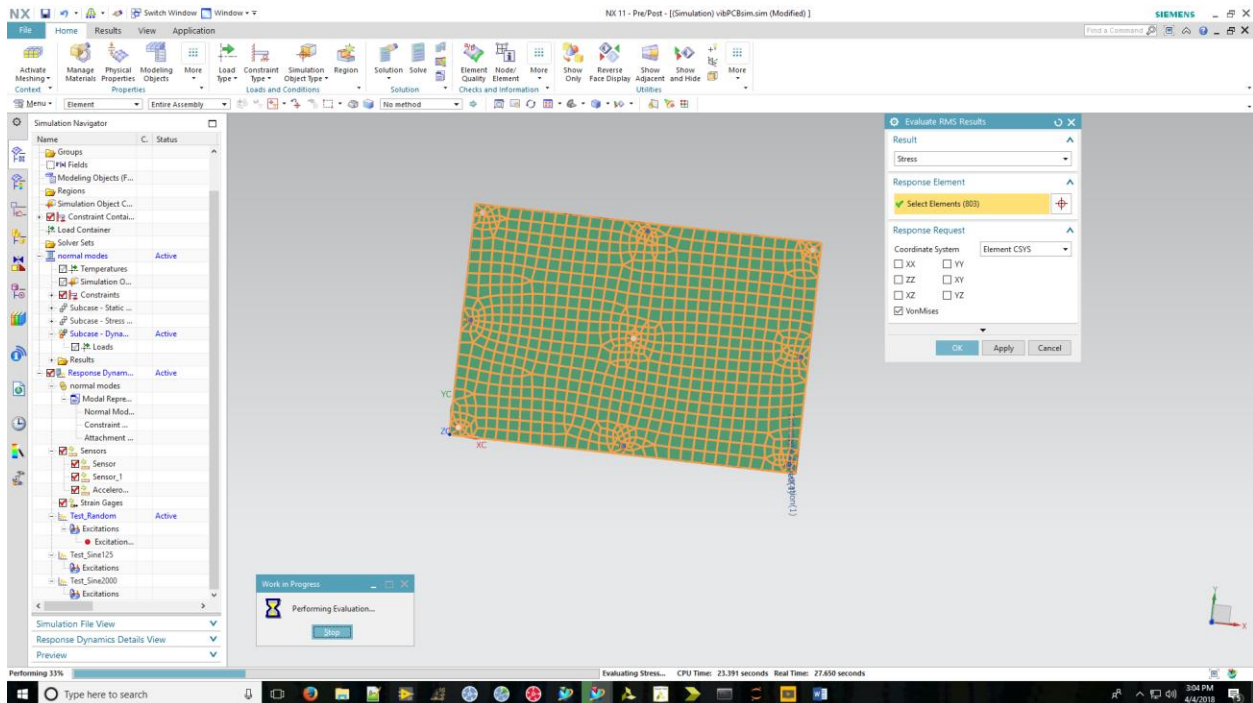 NX Switch Window Window NX 11 - Pre/Post - [(Simulation) vibPCBsim.sim (Modified) ] SIEMENS
File Home Results View Application Find a Command
Activate Meshing Manage Materials Physical Properties Modeling Objects More Load Type Constraint Type Simulation Object Type Region Solution Solve Element Quality Node/ Element More Show Only Reverse Face Display Show Adjacent Show and Hide More
Context Properties Loads and Conditions Solution Checks and Information Utilities
Menu Element Entire Assembly No method
Simulation Navigator
Name C. Status
Groups
Fields
Modeling Objects (F...
Regions
Simulation Object C...
Constraint Contai...
Load Container
Solver Sets
normal modes Active
Temperatures
Simulation O...
Constraints
Subcase - Static ...
Subcase - Stress ...
Subcase - Dyna... Active
Loads
Results
Response Dynam... Active
normal modes
Modal Repre...
Normal Mod...
Constraint ...
Attachment ...
Sensors
Sensor
Sensor_1
Accelero...
Strain Gages
Test_Random Active
Excitations
Excitation...
Test_Sine125
Excitations
Test_Sine2000
Excitations
Simulation File View
Response Dynamics Details View
Preview
YC
ZC
XC
Work in Progress
Performing Evaluation...
Stop
Evaluate RMS Results
Result
Stress
Response Element
Select Elements (803)
Response Request
Coordinate System Element CSYS
XX YY
ZZ XY
XZ YZ
VonMises
OK Apply Cancel
Y
X
Performing 33% Evaluating Stress... CPU Time: 23.391 seconds Real Time: 27.650 seconds
Type here to search 3:04 PM
4/4/2018